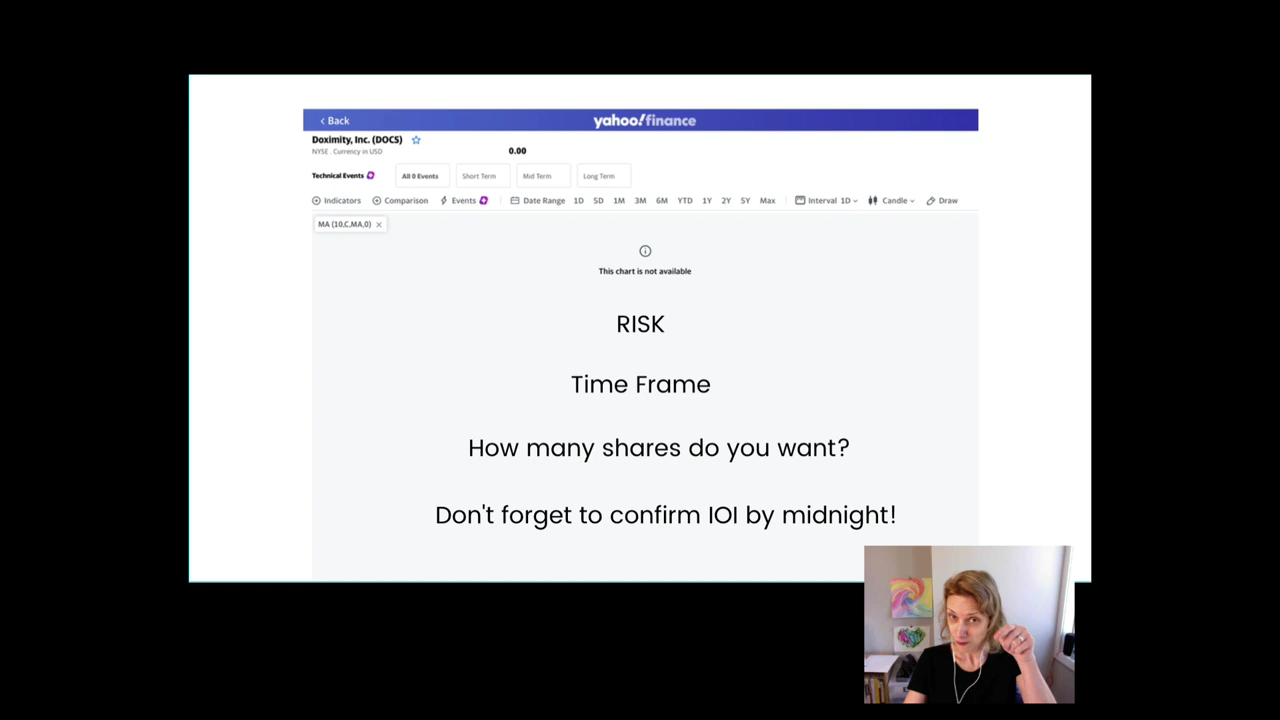 Back
yahoo!finance
Doximity, Inc. (DOCS)
NYSE . Currency in USD
0.00
Technical Events All 0 Events Short Term Mid Term Long Term
Indicators Comparison Events Date Range 1D 5D 1M 3M 6M YTD 1Y 2Y 5Y Max Interval 1D Candle Draw
MA (10,C,MA,0)
This chart is not available
RISK
Time Frame
How many shares do you want?
Don't forget to confirm IOI by midnight!